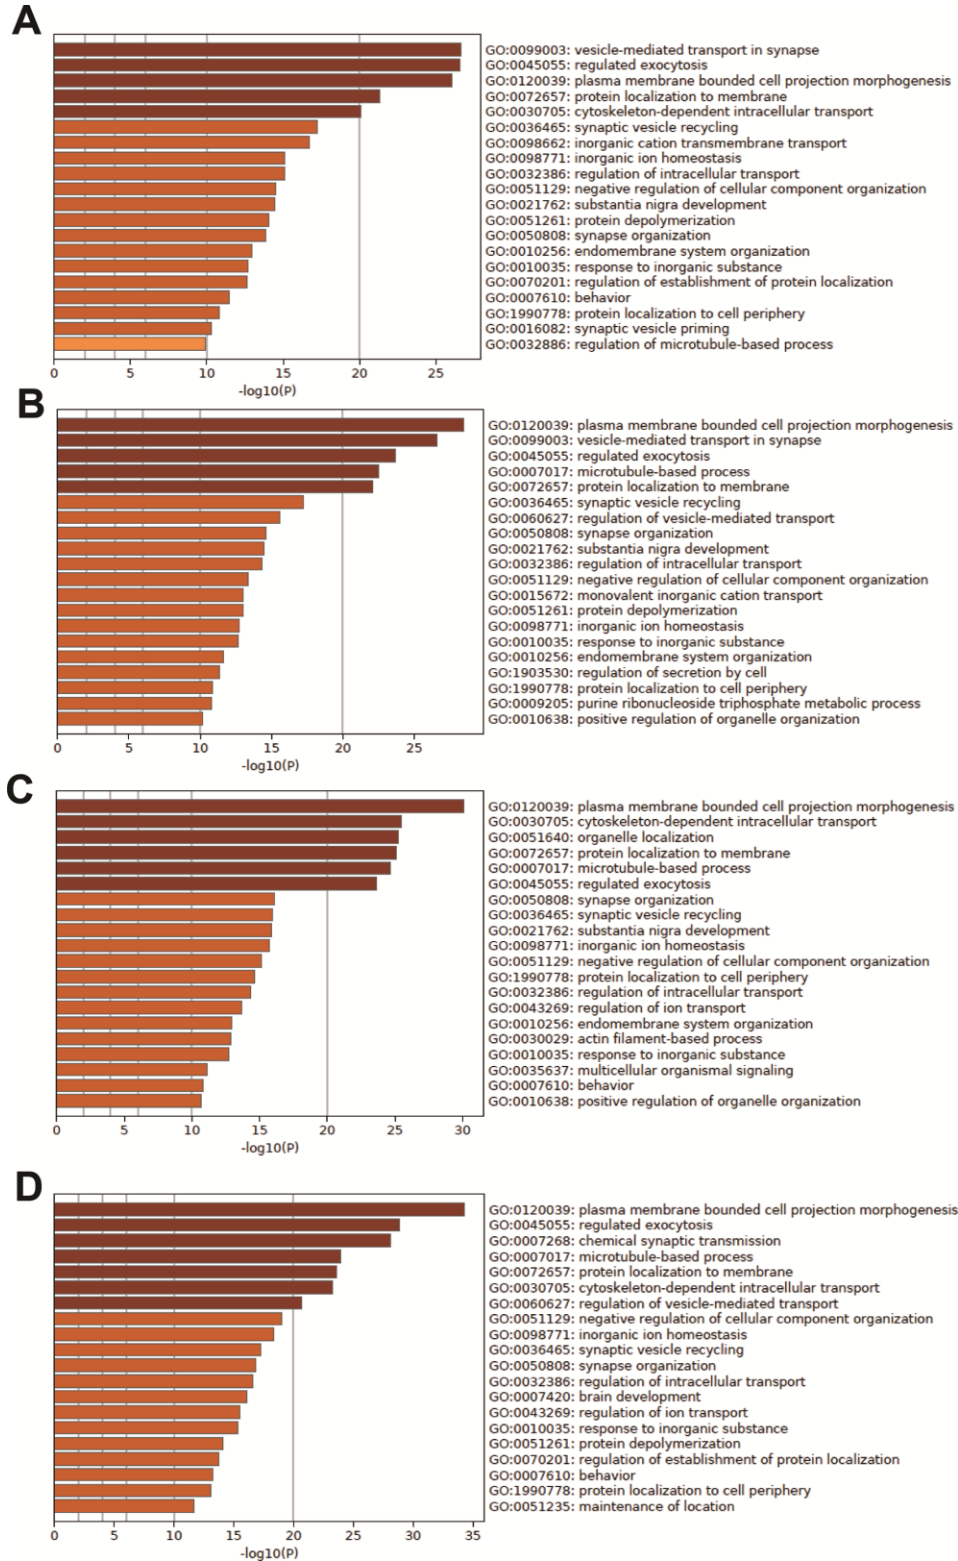 A
GO:0099003: vesicle-mediated transport in synapse
GO:0045055: regulated exocytosis
GO:0120039: plasma membrane bounded cell projection morphogenesis
GO:0072657: protein localization to membrane
GO:0030705: cytoskeleton-dependent intracellular transport
GO:0036465: synaptic vesicle recycling
GO:0098662: inorganic cation transmembrane transport
GO:0098771: inorganic ion homeostasis
GO:0032386: regulation of intracellular transport
GO:0051129: negative regulation of cellular component organization
GO:0021762: substantia nigra development
GO:0051261: protein depolymerization
GO:0050808: synapse organization
GO:0010256: endomembrane system organization
GO:0010035: response to inorganic substance
GO:0070201: regulation of establishment of protein localization
GO:0007610: behavior
GO:1990778: protein localization to cell periphery
GO:0016082: synaptic vesicle priming
GO:0032886: regulation of microtubule-based process
0 5 10 15 20 25
-log10(P)
B
GO:0120039: plasma membrane bounded cell projection morphogenesis
GO:0099003: vesicle-mediated transport in synapse
GO:0045055: regulated exocytosis
GO:0007017: microtubule-based process
GO:0072657: protein localization to membrane
GO:0036465: synaptic vesicle recycling
GO:0060627: regulation of vesicle-mediated transport
GO:0050808: synapse organization
GO:0021762: substantia nigra development
GO:0032386: regulation of intracellular transport
GO:0051129: negative regulation of cellular component organization
GO:0015672: monovalent inorganic cation transport
GO:0051261: protein depolymerization
GO:0098771: inorganic ion homeostasis
GO:0010035: response to inorganic substance
GO:0010256: endomembrane system organization
GO:1903530: regulation of secretion by cell
GO:1990778: protein localization to cell periphery
GO:0009205: purine ribonucleoside triphosphate metabolic process
GO:0010638: positive regulation of organelle organization
0 5 10 15 20 25
-log10(P)
C
GO:0120039: plasma membrane bounded cell projection morphogenesis
GO:0030705: cytoskeleton-dependent intracellular transport
GO:0051640: organelle localization
GO:0072657: protein localization to membrane
GO:0007017: microtubule-based process
GO:0045055: regulated exocytosis
GO:0050808: synapse organization
GO:0036465: synaptic vesicle recycling
GO:0021762: substantia nigra development
GO:0098771: inorganic ion homeostasis
GO:0051129: negative regulation of cellular component organization
GO:1990778: protein localization to cell periphery
GO:0032386: regulation of intracellular transport
GO:0043269: regulation of ion transport
GO:0010256: endomembrane system organization
GO:0030029: actin filament-based process
GO:0010035: response to inorganic substance
GO:0035637: multicellular organismal signaling
GO:0007610: behavior
GO:0010638: positive regulation of organelle organization
0 5 10 15 20 25 30
-log10(P)
D
GO:0120039: plasma membrane bounded cell projection morphogenesis
GO:0045055: regulated exocytosis
GO:0007268: chemical synaptic transmission
GO:0007017: microtubule-based process
GO:0072657: protein localization to membrane
GO:0030705: cytoskeleton-dependent intracellular transport
GO:0060627: regulation of vesicle-mediated transport
GO:0051129: negative regulation of cellular component organization
GO:0098771: inorganic ion homeostasis
GO:0036465: synaptic vesicle recycling
GO:0050808: synapse organization
GO:0032386: regulation of intracellular transport
GO:0007420: brain development
GO:0043269: regulation of ion transport
GO:0010035: response to inorganic substance
GO:0051261: protein depolymerization
GO:0070201: regulation of establishment of protein localization
GO:0007610: behavior
GO:1990778: protein localization to cell periphery
GO:0051235: maintenance of location
0 5 10 15 20 25 30 35
-log10(P)